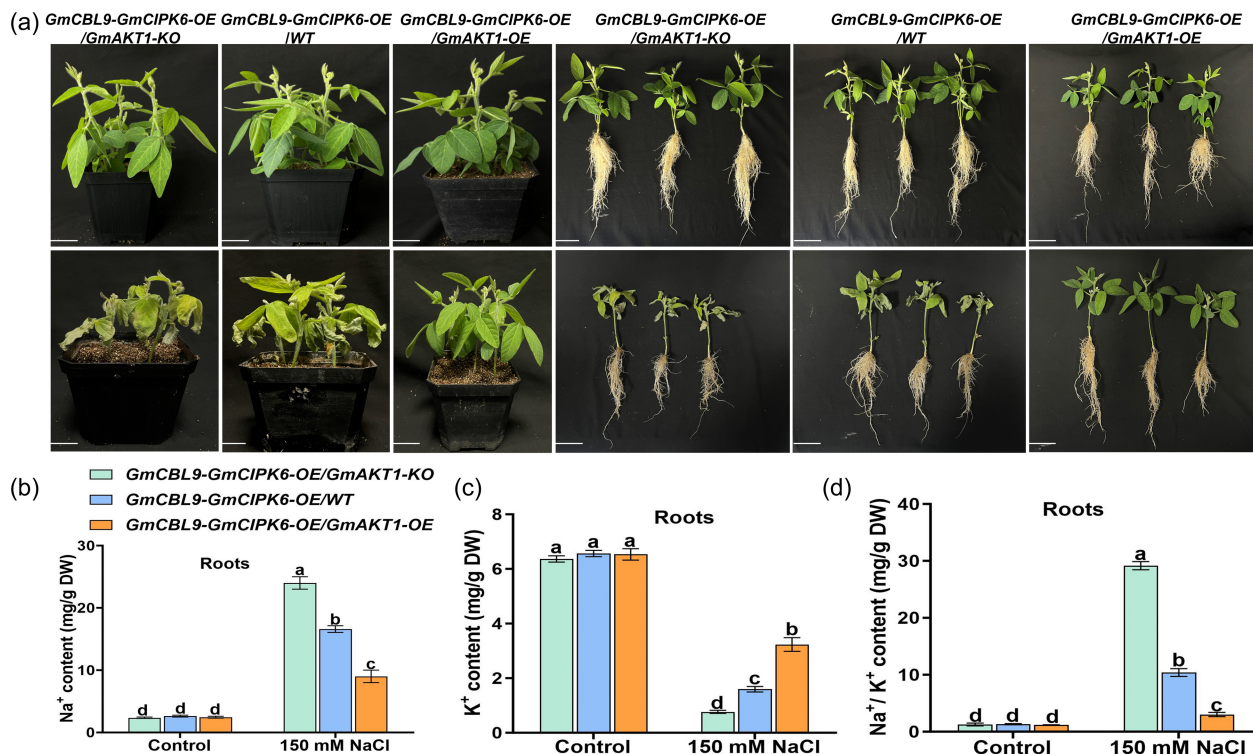 (a)
GmCBL9-GmCIPK6-OE
/GmAKT1-KO
GmCBL9-GmCIPK6-OE
/WT
GmCBL9-GmCIPK6-OE
/GmAKT1-OE
GmCBL9-GmCIPK6-OE
/GmAKT1-KO
GmCBL9-GmCIPK6-OE
/WT
GmCBL9-GmCIPK6-OE
/GmAKT1-OE
(b)
GmCBL9-GmCIPK6-OE/GmAKT1-KO
GmCBL9-GmCIPK6-OE/WT
GmCBL9-GmCIPK6-OE/GmAKT1-OE
Roots
Na⁺ content (mg/g DW)
30
20
10
0
d d d
a
b
c
Control 150 mM NaCl
(c)
Roots
K⁺ content (mg/g DW)
8
6
4
2
0
a a a
d
c
b
Control 150 mM NaCl
(d)
Roots
Na⁺/ K⁺ content (mg/g DW)
40
30
20
10
0
d d d
a
b
c
Control 150 mM NaCl